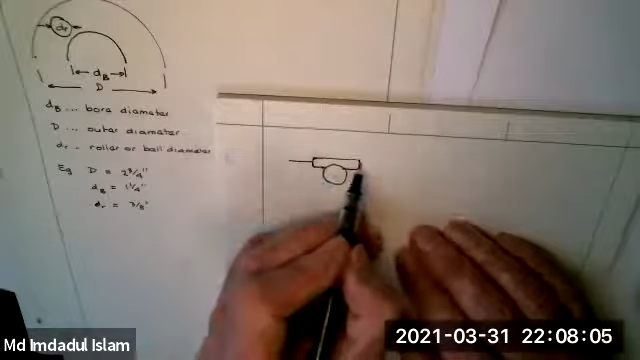 dr
dB
D
dB ... bore diameter
D ... outer diameter
dr .. roller or ball diameter
Eg D = 2 3/4"
dB = 1 1/4"
dr = 3/8"
Md Imdadul Islam
2021-03-31 22:08:05